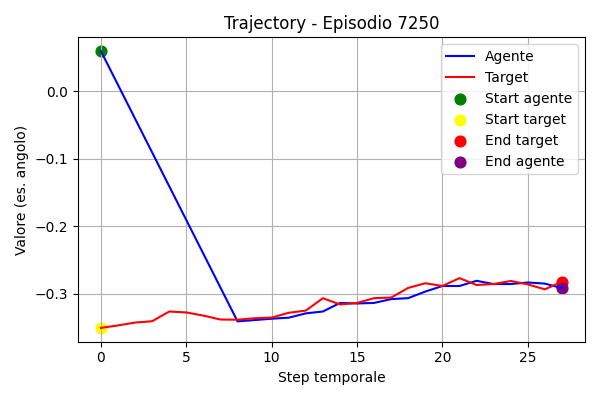 Trajectory - Episodio 7250
Agente
Target
Start agente
Start target
End target
End agente
Valore (es. angolo)
0.0
−0.1
−0.2
−0.3
0 5 10 15 20 25
Step temporale